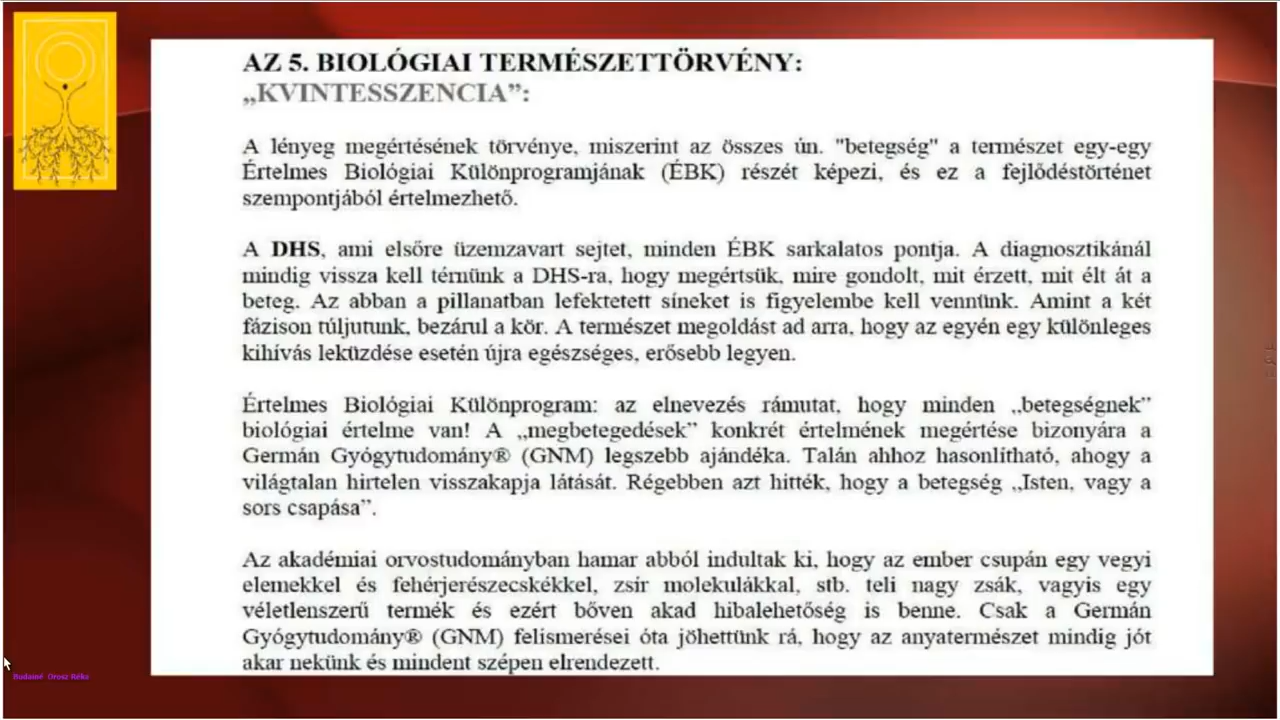 AZ 5. BIOLÓGIAI TERMÉSZETTÖRVÉNY:
„KVINTESSZENCIA”:
A lényeg megértésének törvénye, miszerint az összes ún. "betegség" a természet egy-egy
Értelmes Biológiai Különprogramjának (ÉBK) részét képezi, és ez a fejlődéstörténet
szempontjából értelmezhető.
A DHS, ami elsőre üzemzavart sejtet, minden ÉBK sarkalatos pontja. A diagnosztikánál
mindig vissza kell térnünk a DHS-ra, hogy megértsük, mire gondolt, mit érzett, mit élt át a
beteg. Az abban a pillanatban lefektetett síneket is figyelembe kell vennünk. Amint a két
fázison túljutunk, bezárul a kör. A természet megoldást ad arra, hogy az egyén egy különleges
kihívás leküzdése esetén újra egészséges, erősebb legyen.
Értelmes Biológiai Különprogram: az elnevezés rámutat, hogy minden „betegségnek”
biológiai értelme van! A „megbetegedések” konkrét értelmének megértése bizonyára a
Germán Gyógytudomány® (GNM) legszebb ajándéka. Talán ahhoz hasonlítható, ahogy a
világtalan hirtelen visszakapja látását. Régebben azt hitték, hogy a betegség „Isten, vagy a
sors csapása”.
Az akadémiai orvostudományban hamar abból indultak ki, hogy az ember csupán egy vegyi
elemekkel és fehérjerészecskékkel, zsír molekulákkal, stb. teli nagy zsák, vagyis egy
véletlenszerű termék és ezért bőven akad hibalehetőség is benne. Csak a Germán
Gyógytudomány® (GNM) felismerései óta jöhettünk rá, hogy az anyatermészet mindig jót
akar nekünk és mindent szépen elrendezett.
Budainé Orosz Réka